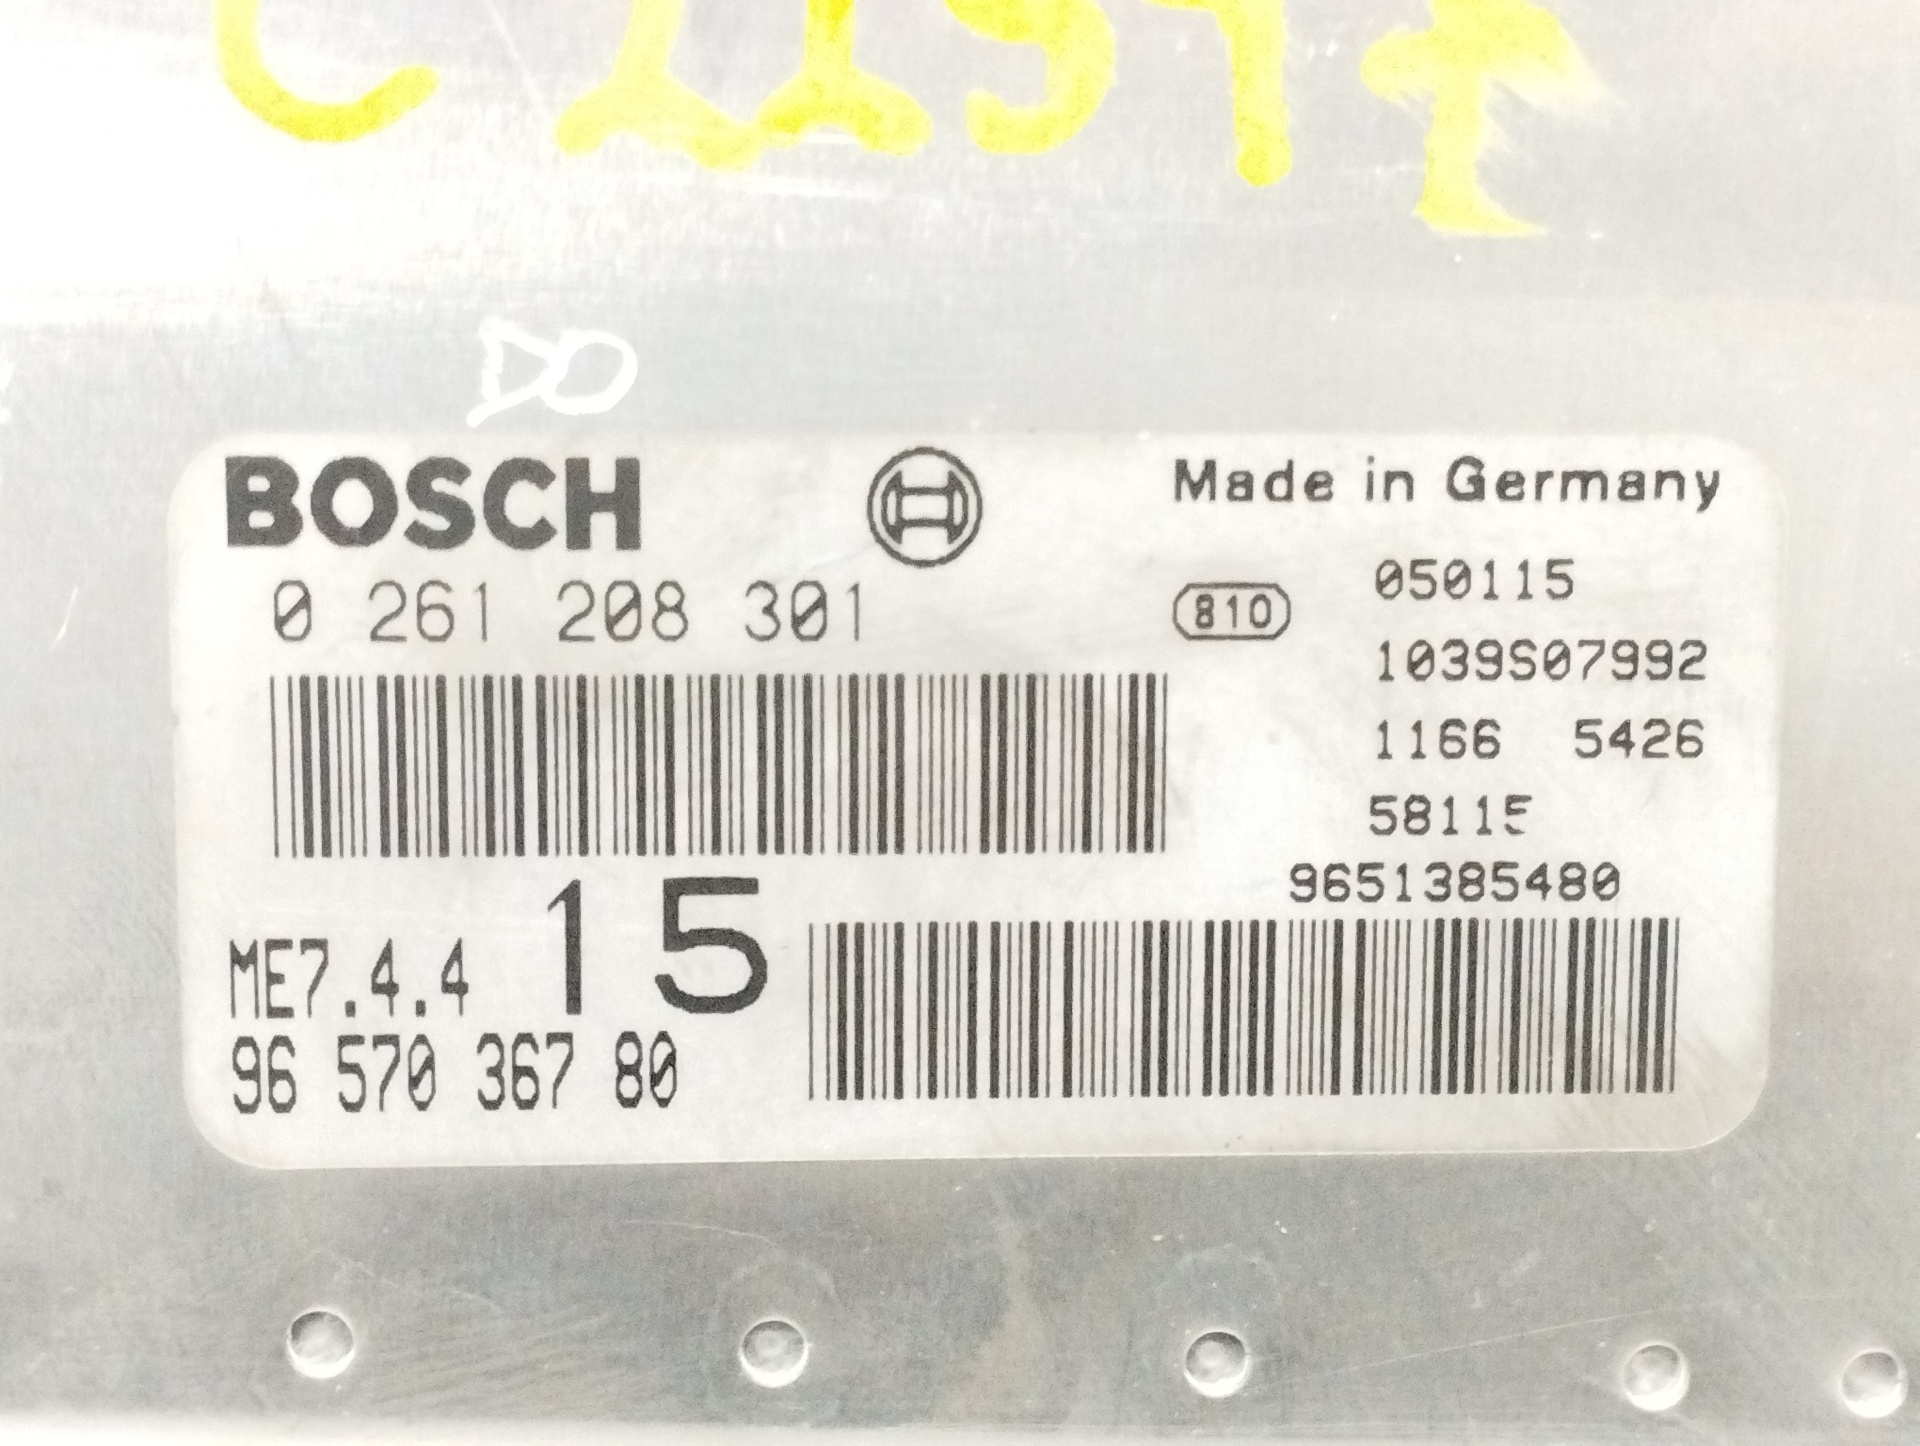 DO
BOSCH
Made in Germany
0 261 208 301
810
050115
1039S07992
1166 5426
58115
9651385480
ME7.4.4
15
96 570 367 80